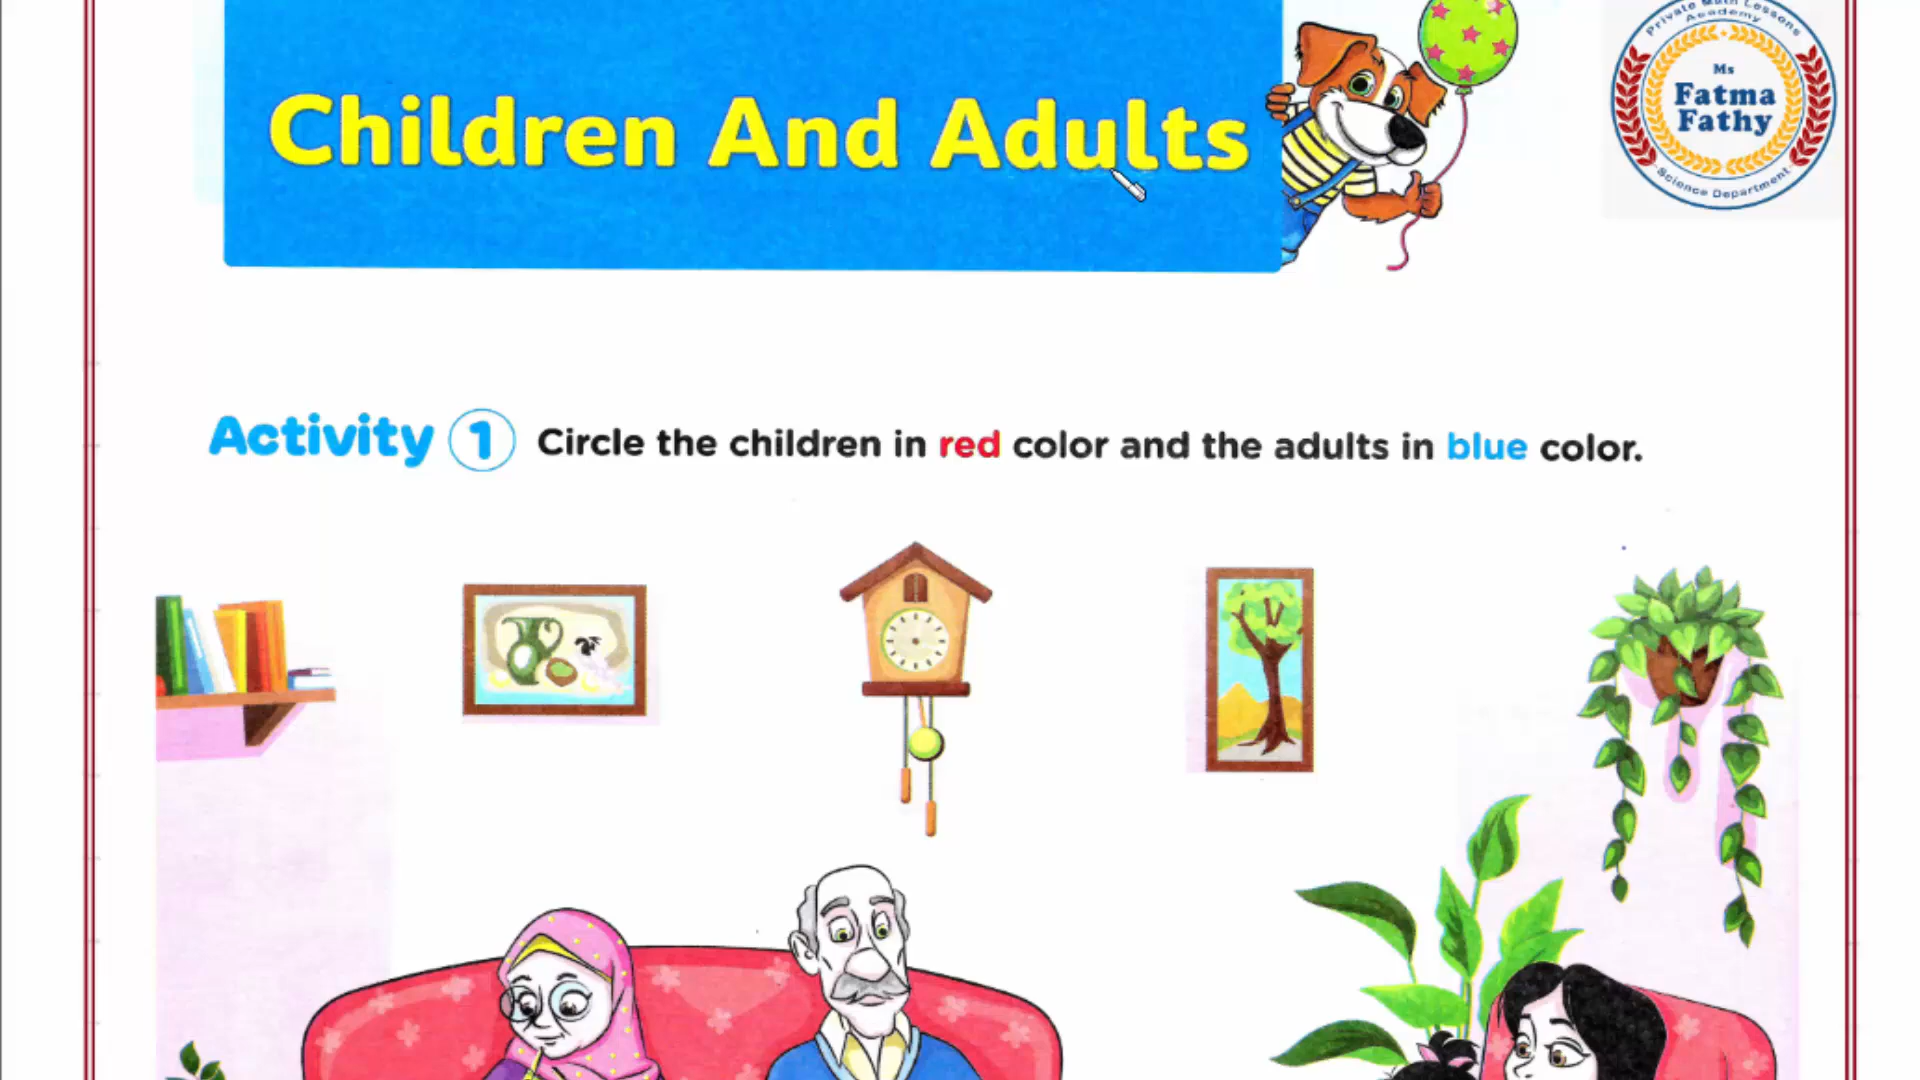 Private Math Lessons
Academy
Ms
Fatma
Fathy
Science Department
Children And Adults
Activity 1 Circle the children in red color and the adults in blue color.